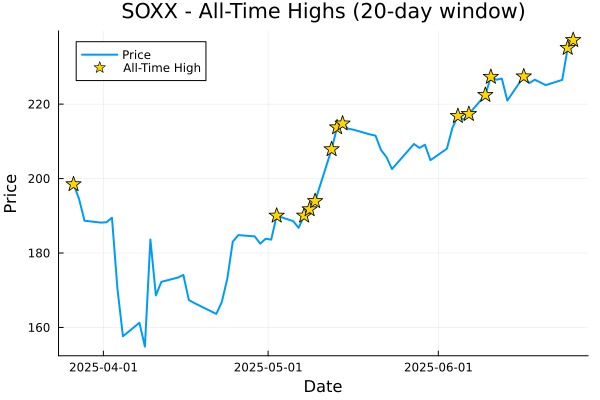 SOXX - All-Time Highs (20-day window)
Price
All-Time High
Price
220
200
180
160
2025-04-01
2025-05-01
2025-06-01
Date